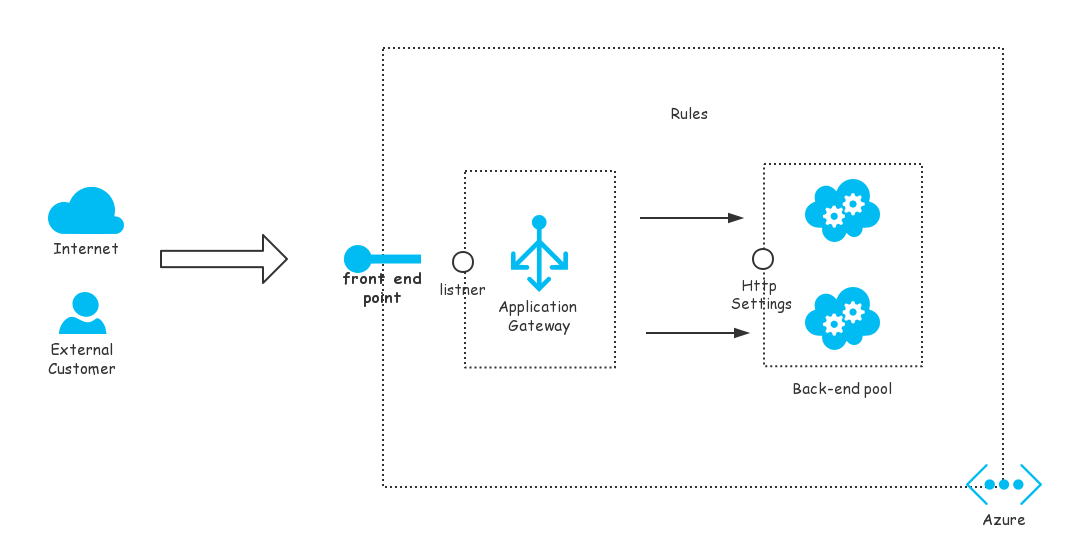 Rules
Internet
External
Customer
front end
point
listner
Application
Gateway
Http
Settings
Back-end pool
Azure